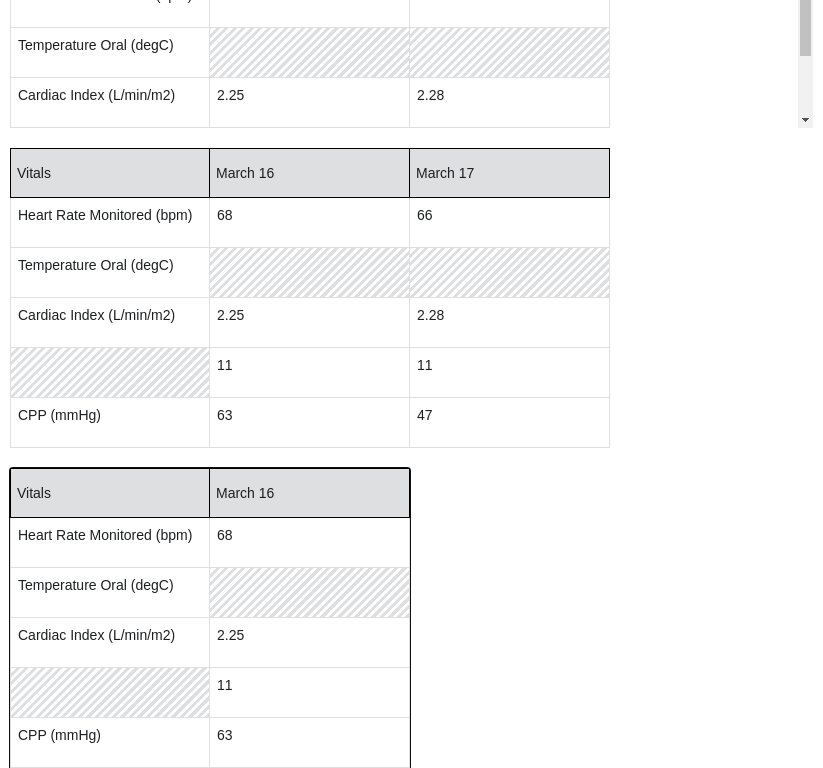 Temperature Oral (degC)
Cardiac Index (L/min/m2) 2.25 2.28
Vitals March 16 March 17
Heart Rate Monitored (bpm) 68 66
Temperature Oral (degC)
Cardiac Index (L/min/m2) 2.25 2.28
11 11
CPP (mmHg) 63 47
Vitals March 16
Heart Rate Monitored (bpm) 68
Temperature Oral (degC)
Cardiac Index (L/min/m2) 2.25
11
CPP (mmHg) 63